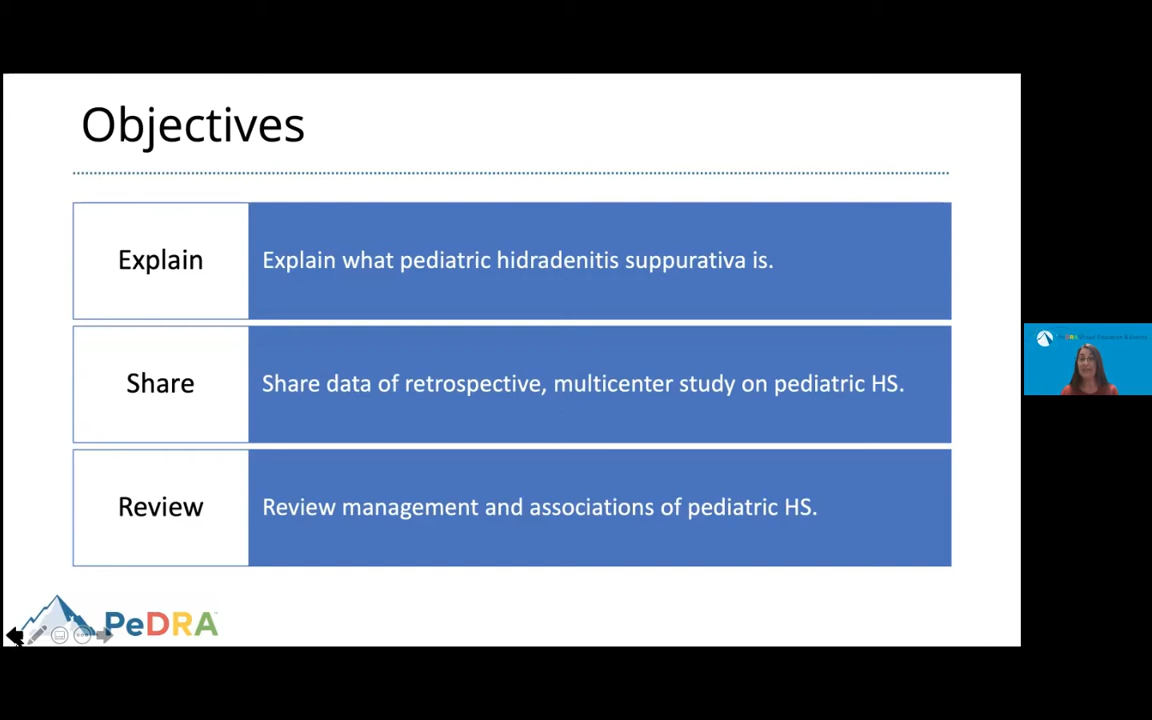 Objectives
Explain
Explain what pediatric hidradenitis suppurativa is.
Share
Share data of retrospective, multicenter study on pediatric HS.
Review
Review management and associations of pediatric HS.
PeDRA